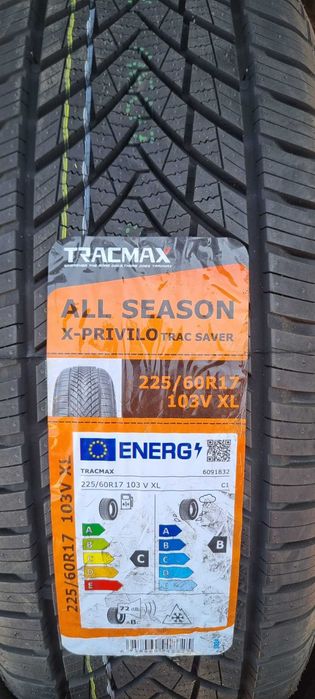 TRACMAX
ALL SEASON
X-PRIVILO TRAC SAVER
225/60R17
103V XL
225/60R17 103V XL
ENERG
TRACMAX
6091832
225/60R17 103 V XL
C1
A
B
C
D
E
C
A
B
C
D
E
B
72 dB